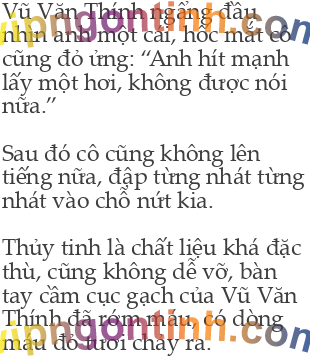 Vũ Văn Thính ngẩng đầu
nhìn anh một cái, hốc mắt cô
cũng đỏ ửng: “Anh hít mạnh
lấy một hơi, không được nói
nữa.”
Sau đó cô cũng không lên
tiếng nữa, đập từng nhát từng
nhát vào chỗ nứt kia.
Thủy tinh là chất liệu khá đặc
thù, cũng không dễ vỡ, bàn
tay cầm cục gạch của Vũ Văn
Thính đã rớm máu, có dòng
máu đỏ tươi chảy ra.